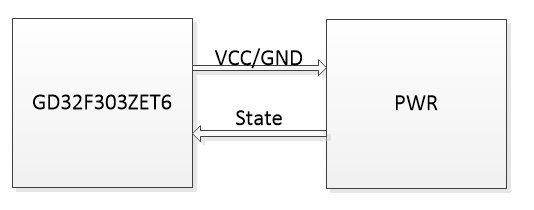 VCC/GND
GD32F303ZET6
PWR
State